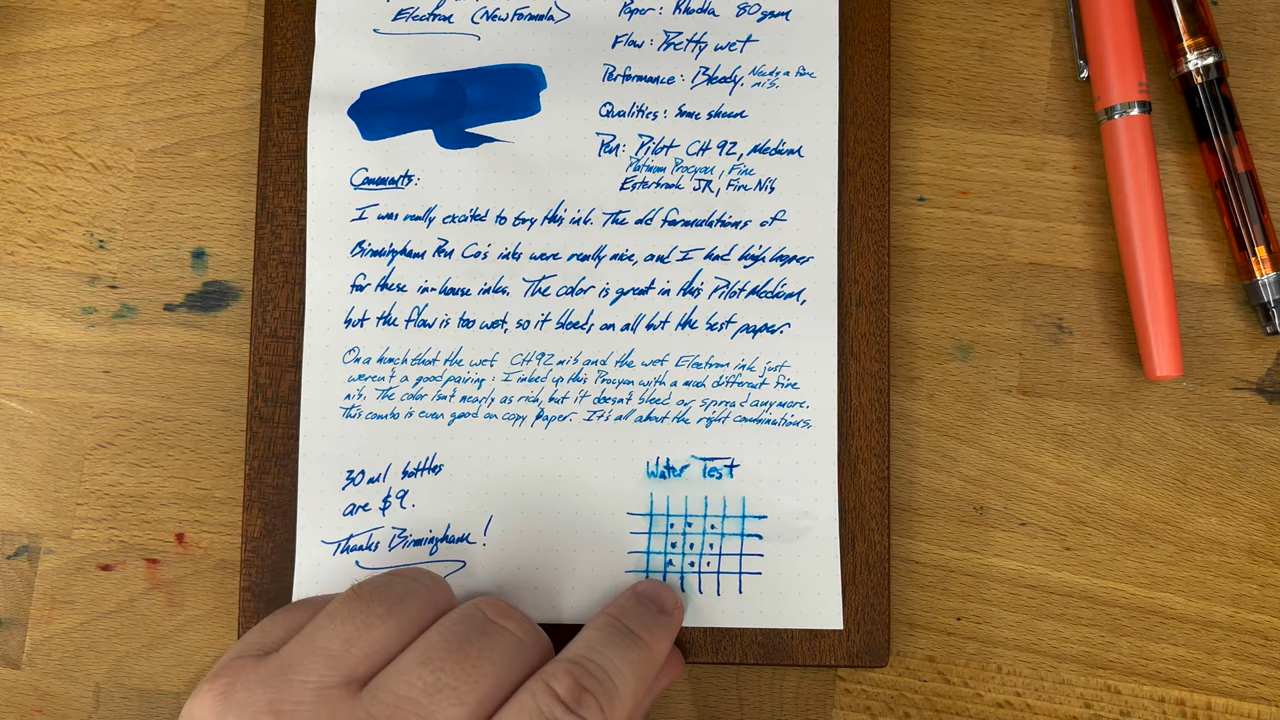 Electron (New Formula)
Paper: Rhodia 80gsm
Flow: Pretty wet
Performance: Bleedy. Needs a fine
nib.
Qualities: Some sheen
Pen: Pilot CH 92, Medium
Platinum Procyon, Fine
Esterbrook JR, Fine Nib
Comments:
I was really excited to try this ink. The old formulations of
Birmingham Pen Co's inks were really nice, and I had high hopes
for these in-house inks. The color is great in this Pilot Medium,
but the flow is too wet, so it bleeds on all but the best paper.
On a hunch that the wet CH92 nib and the wet Electron ink just
weren't a good pairing: I inked up this Procyon with a much different fine
nib. The color isn't nearly as rich, but it doesn't bleed or spread anymore.
This combo is even good on copy paper. It's all about the right combinations.
30ml bottles
are $9.
Thanks Birmingham!
Water Test